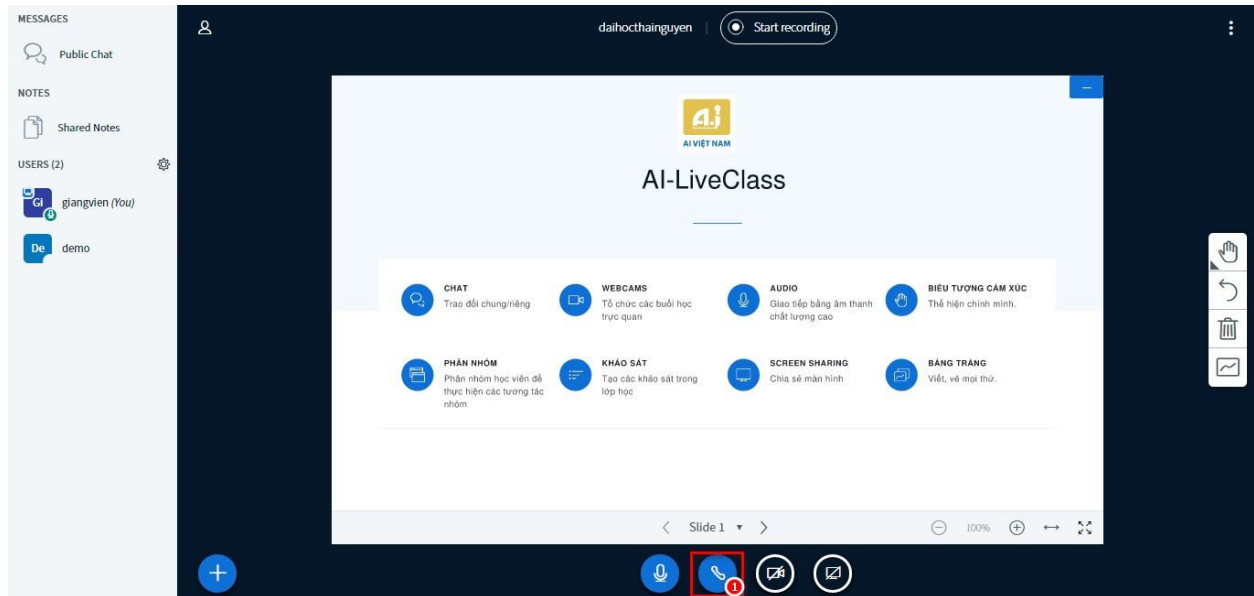 MESSAGES
Public Chat
NOTES
Shared Notes
USERS (2)
GI
giangvien (You)
De
demo
daihocthainguyen
Start recording
A.i
AI VIỆT NAM
AI-LiveClass
CHAT
Trao đổi chung/riêng
WEBCAMS
Tổ chức các buổi học
trực quan
AUDIO
Giao tiếp bằng âm thanh
chất lượng cao
BIỂU TƯỢNG CẢM XÚC
Thể hiện chính mình.
PHÂN NHÓM
Phân nhóm học viên để
thực hiện các tương tác
nhóm
KHẢO SÁT
Tạo các khảo sát trong
lớp học
SCREEN SHARING
Chia sẻ màn hình
BẢNG TRẮNG
Viết, vẽ mọi thứ.
Slide 1
100%
1